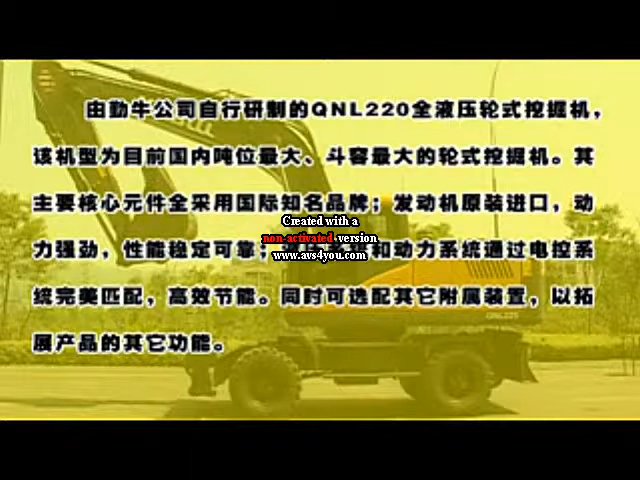 由勤牛公司自行研制的QNL220全液压轮式挖掘机，
该机型为目前国内吨位最大、斗容最大的轮式挖掘机。其
主要核心元件全采用国际知名品牌；发动机原装进口，动
力强劲，性能稳定可靠；和动力系统通过电控系
统完美匹配，高效节能。同时可选配其它附属装置，以拓
展产品的其它功能。
Created with a
non-activated version
www.avs4you.com